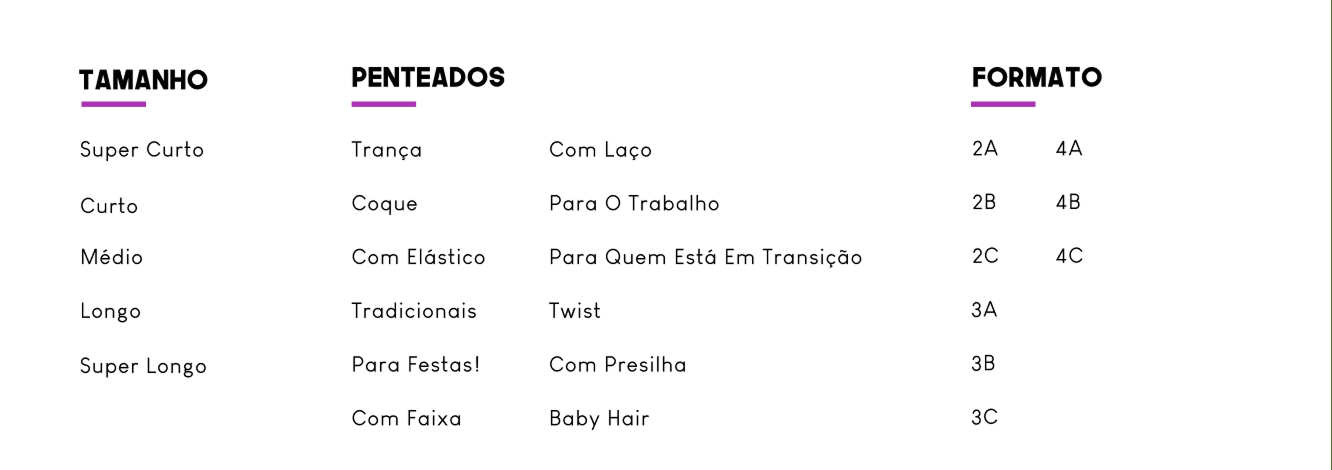 TAMANHO
Super Curto
Curto
Médio
Longo
Super Longo
PENTEADOS
Trança
Coque
Com Elástico
Tradicionais
Para Festas!
Com Faixa
Com Laço
Para O Trabalho
Para Quem Está Em Transição
Twist
Com Presilha
Baby Hair
FORMATO
2A
2B
2C
3A
3B
3C
4A
4B
4C